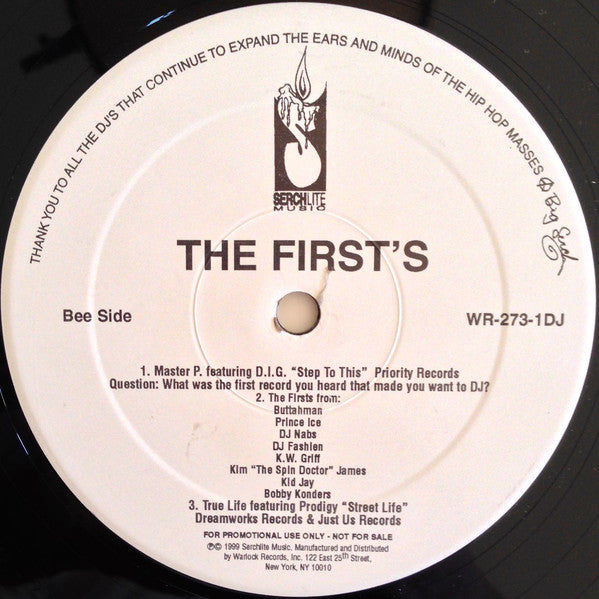 THANK YOU TO ALL THE DJ'S THAT CONTINUE TO EXPAND THE EARS AND MINDS OF THE HIP HOP MASSES Big Serch
SERCHLITE
MUSIC
THE FIRST'S
Bee Side
WR-273-1DJ
1. Master P. featuring D.I.G. “Step To This” Priority Records
Question: What was the first record you heard that made you want to DJ?
2. The Firsts from:
Buttahman
Prince Ice
DJ Nabs
DJ Fashien
K.W. Griff
Kim “The Spin Doctor” James
Kid Jay
Bobby Konders
3. True Life featuring Prodigy “Street Life”
Dreamworks Records & Just Us Records
FOR PROMOTIONAL USE ONLY - NOT FOR SALE
℗© 1999 Serchlite Music. Manufactured and Distributed
by Warlock Records, Inc. 122 East 25th Street,
New York, NY 10010